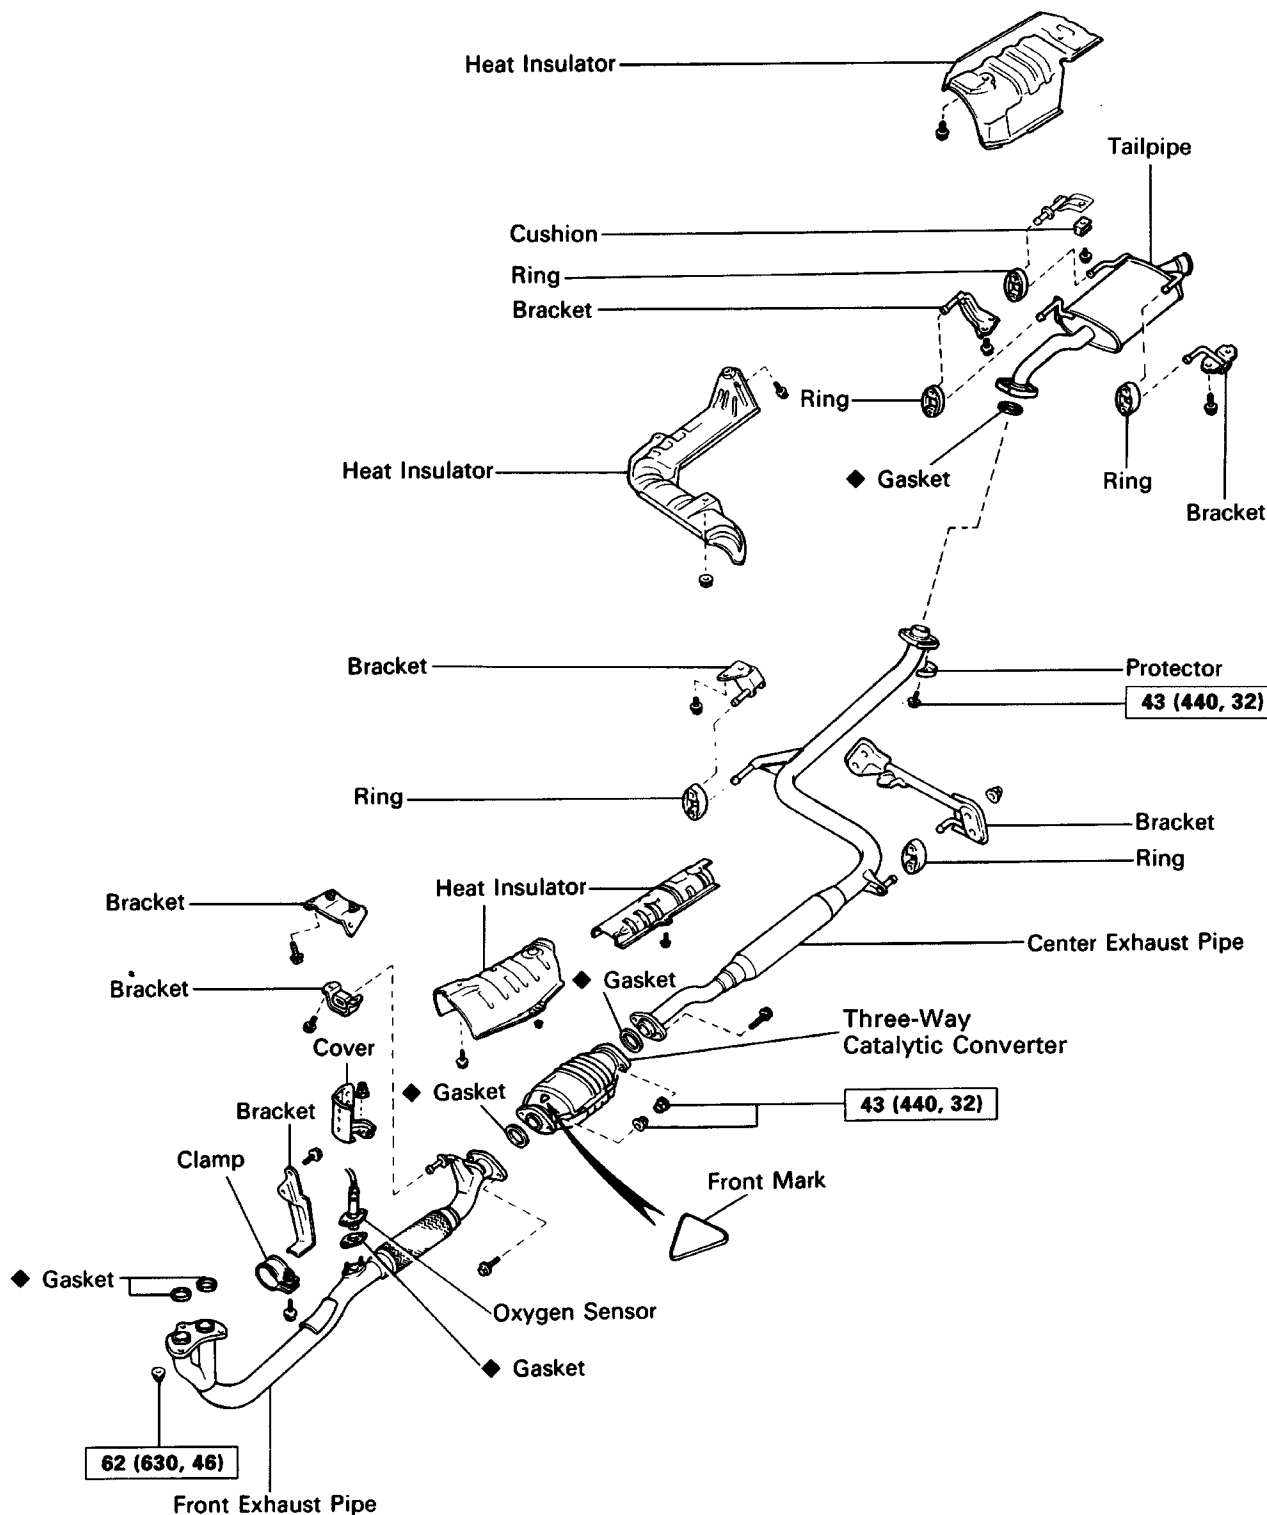 Heat Insulator
Tailpipe
Cushion
Ring
Bracket
Ring
Heat Insulator
◆ Gasket
Ring
Bracket
Bracket
Protector
43 (440, 32)
Ring
Bracket
Ring
Heat Insulator
Bracket
Center Exhaust Pipe
◆ Gasket
Bracket
Three-Way
Catalytic Converter
Cover
◆ Gasket
43 (440, 32)
Bracket
Clamp
Front Mark
◆ Gasket
Oxygen Sensor
◆ Gasket
62 (630, 46)
Front Exhaust Pipe